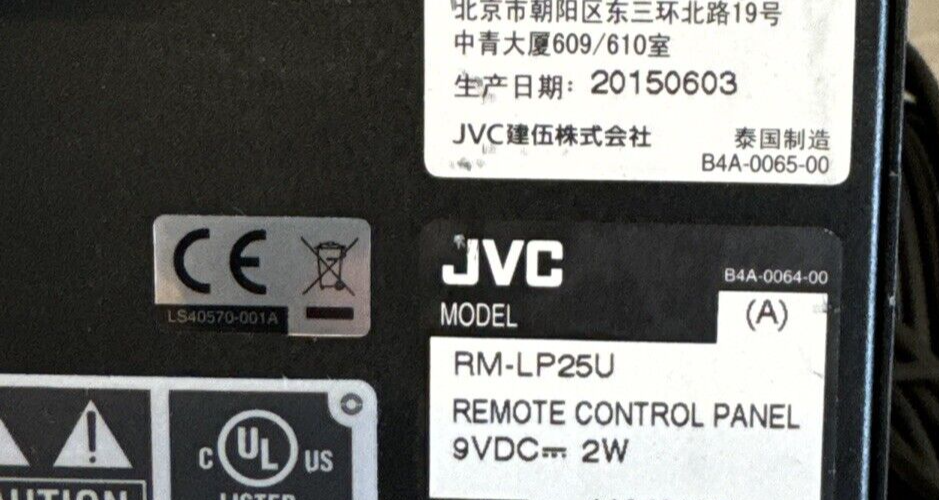 北京市朝阳区东三环北路19号
中青大厦609/610室
生产日期: 20150603
JVC建伍株式会社 泰国制造
B4A-0065-00
CE
LS40570-001A
JVC
B4A-0064-00
MODEL
(A)
RM-LP25U
REMOTE CONTROL PANEL
9VDC⎓ 2W
C UL US
LISTED
CAUTION